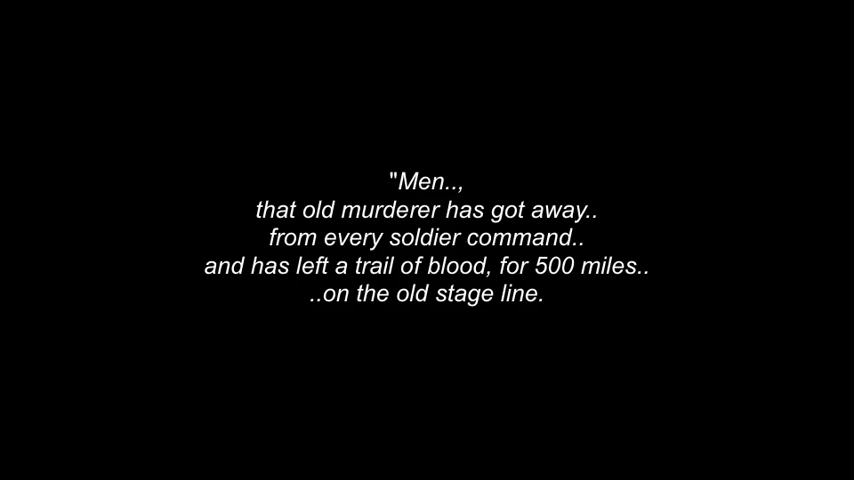 "Men..,
that old murderer has got away..
from every soldier command..
and has left a trail of blood, for 500 miles..
..on the old stage line.